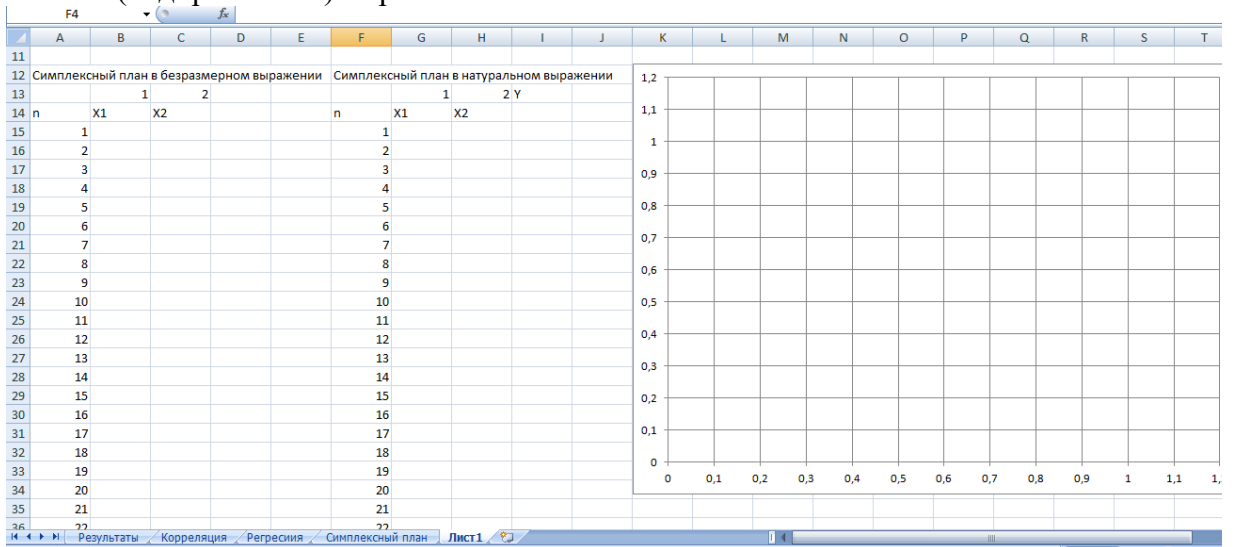 F4 fx
A B C D E F G H I J K L M N O P Q R S T
11
12 Симплексный план в безразмерном выражении Симплексный план в натуральном выражении
13 1 2 1 2 Y
14 n X1 X2 n X1 X2
15 1 1
16 2 2
17 3 3
18 4 4
19 5 5
20 6 6
21 7 7
22 8 8
23 9 9
24 10 10
25 11 11
26 12 12
27 13 13
28 14 14
29 15 15
30 16 16
31 17 17
32 18 18
33 19 19
34 20 20
35 21 21
36 22 22
1,2
1,1
1
0,9
0,8
0,7
0,6
0,5
0,4
0,3
0,2
0,1
0
0 0,1 0,2 0,3 0,4 0,5 0,6 0,7 0,8 0,9 1 1,1
Результаты Корреляция Регресиия Симплексный план Лист1